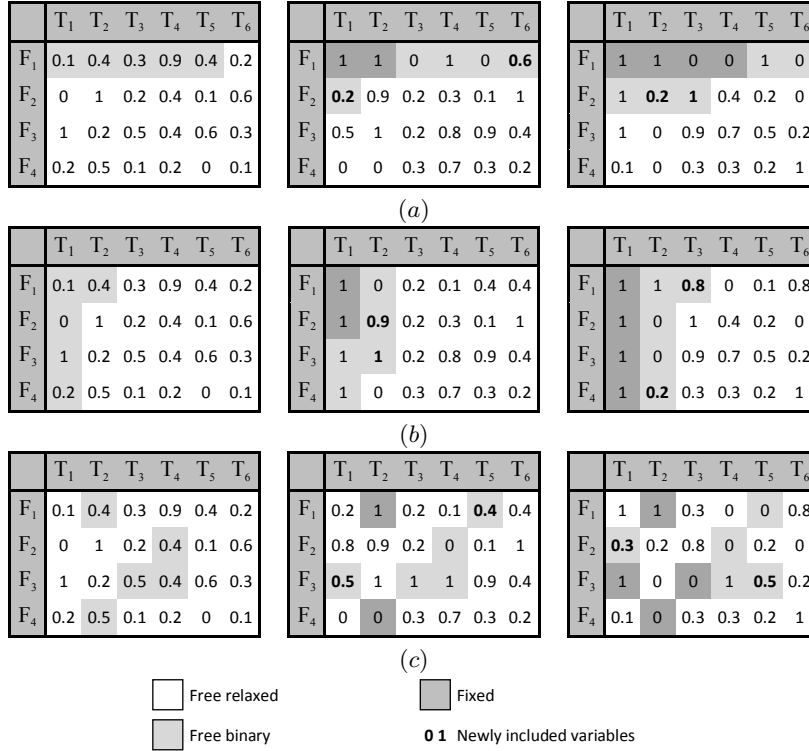 T1 T2 T3 T4 T5 T6 T1 T2 T3 T4 T5 T6 T1 T2 T3 T4 T5 T6
F1 0.1 0.4 0.3 0.9 0.4 0.2 F1 1 1 0 1 0 0.6 F1 1 1 0 0 1 0
F2 0 1 0.2 0.4 0.1 0.6 F2 0.2 0.9 0.2 0.3 0.1 1 F2 1 0.2 1 0.4 0.2 0
F3 1 0.2 0.5 0.4 0.6 0.3 F3 0.5 1 0.2 0.8 0.9 0.4 F3 1 0 0.9 0.7 0.5 0.2
F4 0.2 0.5 0.1 0.2 0 0.1 F4 0 0 0.3 0.7 0.3 0.2 F4 0.1 0 0.3 0.3 0.2 1
(a)
T1 T2 T3 T4 T5 T6 T1 T2 T3 T4 T5 T6 T1 T2 T3 T4 T5 T6
F1 0.1 0.4 0.3 0.9 0.4 0.2 F1 1 0 0.2 0.1 0.4 0.4 F1 1 1 0.8 0 0.1 0.8
F2 0 1 0.2 0.4 0.1 0.6 F2 1 0.9 0.2 0.3 0.1 1 F2 1 0 1 0.4 0.2 0
F3 1 0.2 0.5 0.4 0.6 0.3 F3 1 1 0.2 0.8 0.9 0.4 F3 1 0 0.9 0.7 0.5 0.2
F4 0.2 0.5 0.1 0.2 0 0.1 F4 1 0 0.3 0.7 0.3 0.2 F4 1 0.2 0.3 0.3 0.2 1
(b)
T1 T2 T3 T4 T5 T6 T1 T2 T3 T4 T5 T6 T1 T2 T3 T4 T5 T6
F1 0.1 0.4 0.3 0.9 0.4 0.2 F1 0.2 1 0.2 0.1 0.4 0.4 F1 1 1 0.3 0 0 0.8
F2 0 1 0.2 0.4 0.1 0.6 F2 0.8 0.9 0.2 0 0.1 1 F2 0.3 0.2 0.8 0 0.2 0
F3 1 0.2 0.5 0.4 0.6 0.3 F3 0.5 1 1 1 0.9 0.4 F3 1 0 0 1 0.5 0.2
F4 0.2 0.5 0.1 0.2 0 0.1 F4 0 0 0.3 0.7 0.3 0.2 F4 0.1 0 0.3 0.3 0.2 1
(c)
Free relaxed Fixed
Free binary 0 1 Newly included variables